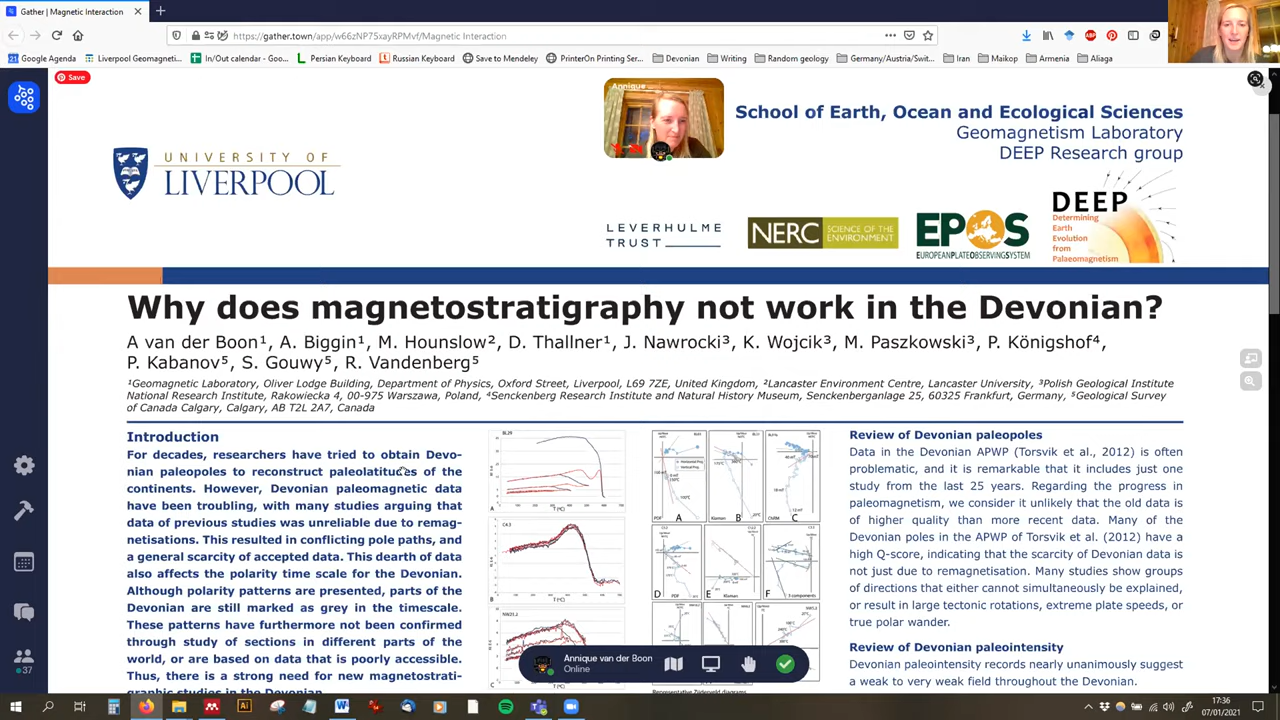 Gather | Magnetic Interaction
https://gather.town/app/w66zNP75xayRPMvf/Magnetic Interaction
Google Agenda
Liverpool Geomagneti...
In/Out calendar - Goo...
Persian Keyboard
Russian Keyboard
Save to Mendeley
PrinterOn Printing Ser...
Devonian
Writing
Random geology
Germany/Austria/Swit...
Iran
Maikop
Armenia
Aliaga
Save
Annique...
School of Earth, Ocean and Ecological Sciences
Geomagnetism Laboratory
DEEP Research group
UNIVERSITY OF
LIVERPOOL
LEVERHULME
TRUST
NERC SCIENCE OF THE
ENVIRONMENT
EPOS
EUROPEAN PLATE OBSERVING SYSTEM
DEEP
Determining
Earth
Evolution
from
Palaeomagnetism
Why does magnetostratigraphy not work in the Devonian?
A van der Boon¹, A. Biggin¹, M. Hounslow², D. Thallner¹, J. Nawrocki³, K. Wojcik³, M. Paszkowski³, P. Königshof⁴,
P. Kabanov⁵, S. Gouwy⁵, R. Vandenberg⁵
¹Geomagnetic Laboratory, Oliver Lodge Building, Department of Physics, Oxford Street, Liverpool, L69 7ZE, United Kingdom, ²Lancaster Environment Centre, Lancaster University, ³Polish Geological Institute
National Research Institute, Rakowiecka 4, 00-975 Warszawa, Poland, ⁴Senckenberg Research Institute and Natural History Museum, Senckenberganlage 25, 60325 Frankfurt, Germany, ⁵Geological Survey
of Canada Calgary, Calgary, AB T2L 2A7, Canada
Introduction
For decades, researchers have tried to obtain Devo-
nian paleopoles to reconstruct paleolatitudes of the
continents. However, Devonian paleomagnetic data
have been troubling, with many studies arguing that
data of previous studies was unreliable due to remag-
netisations. This resulted in conflicting pole paths, and
a general scarcity of accepted data. This dearth of data
also affects the polarity time scale for the Devonian.
Although polarity patterns are presented, parts of the
Devonian are still marked as grey in the timescale.
These patterns have furthermore not been confirmed
through study of sections in different parts of the
world, or are based on data that is poorly accessible.
Thus, there is a strong need for new magnetostrati-
graphic studies in the Devonian.
A
B
C
T (°C)
A
B
C
PDF
Kiaman
D
E
F
PDF
Kiaman
3 components
Representative Zijderveld diagrams
Review of Devonian paleopoles
Data in the Devonian APWP (Torsvik et al., 2012) is often
problematic, and it is remarkable that it includes just one
study from the last 25 years. Regarding the progress in
paleomagnetism, we consider it unlikely that the old data is
of higher quality than more recent data. Many of the
Devonian poles in the APWP of Torsvik et al. (2012) have a
high Q-score, indicating that the scarcity of Devonian data is
not just due to remagnetisation. Many studies show groups
of directions that either cannot simultaneously be explained,
or result in large tectonic rotations, extreme plate speeds, or
true polar wander.
Review of Devonian paleointensity
Devonian paleointensity records nearly unanimously suggest
a weak to very weak field throughout the Devonian.
Annique van der Boon
Online
37
17:36
07/01/2021